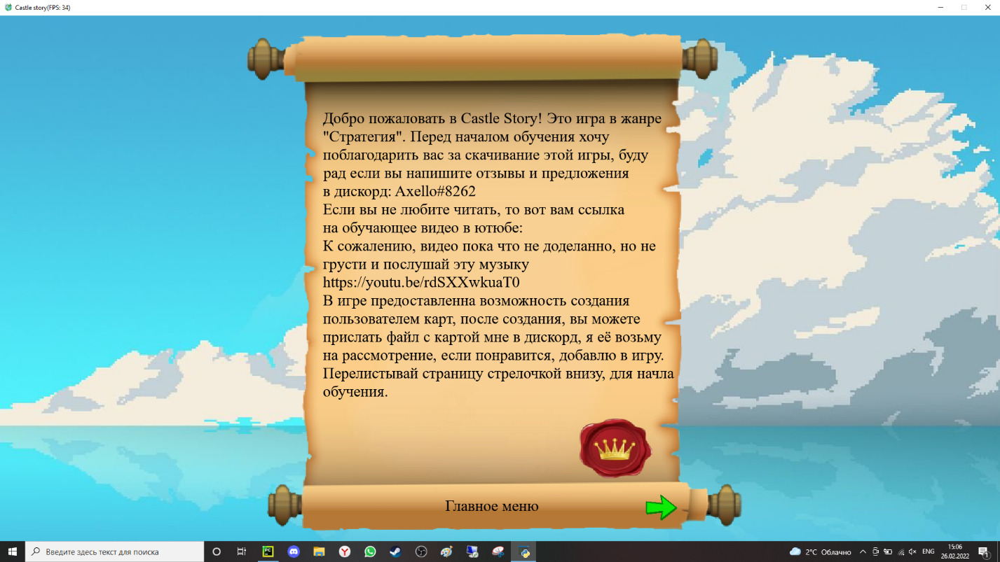 Castle story(FPS: 34)
Добро пожаловать в Castle Story! Это игра в жанре
"Стратегия". Перед началом обучения хочу
поблагодарить вас за скачивание этой игры, буду
рад если вы напишите отзывы и предложения
в дискорд: Axello#8262
Если вы не любите читать, то вот вам ссылка
на обучающее видео в ютюбе:
К сожалению, видео пока что не доделанно, но не
грусти и послушай эту музыку
https://youtu.be/rdSXXwkuaT0
В игре предоставленна возможность создания
пользователем карт, после создания, вы можете
прислать файл с картой мне в дискорд, я её возьму
на рассмотрение, если понравится, добавлю в игру.
Перелистывай страницу стрелочкой внизу, для начла
обучения.
Главное меню
Введите здесь текст для поиска
PC
2°C Облачно
ENG
15:06
26.02.2022
1